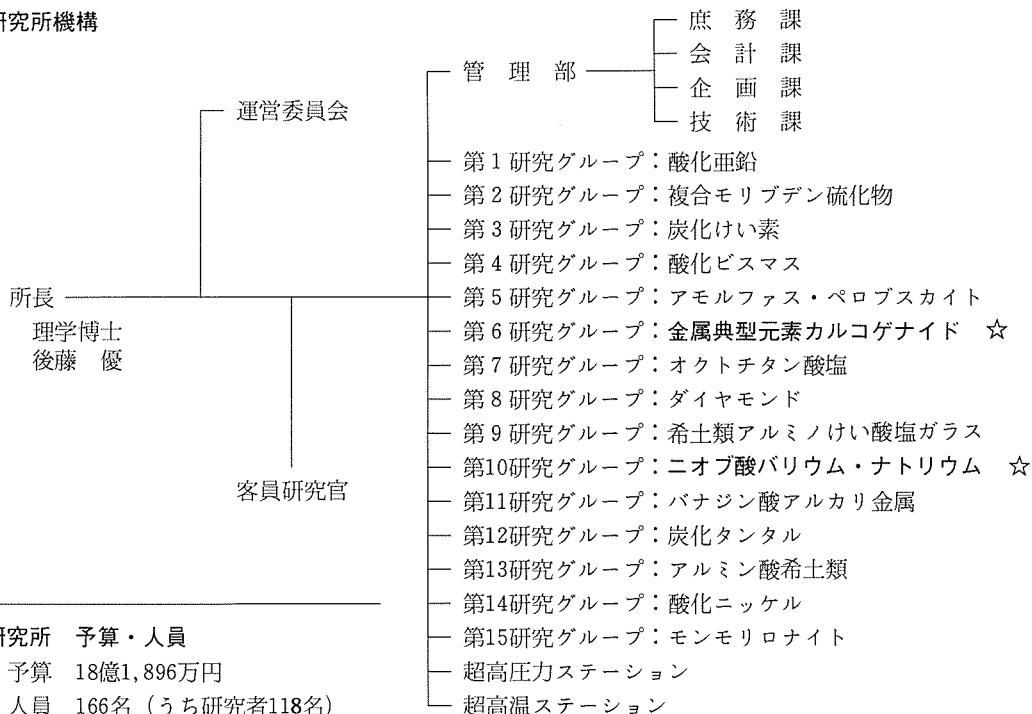 研究所機構
庶務課
会計課
企画課
技術課
管理部
運営委員会
第1研究グループ：酸化亜鉛
第2研究グループ：複合モリブデン硫化物
第3研究グループ：炭化けい素
第4研究グループ：酸化ビスマス
所長
第5研究グループ：アモルファス・ペロブスカイト
理学博士
後藤 優
第6研究グループ：金属典型元素カルコゲナイド ☆
第7研究グループ：オクトチタン酸塩
第8研究グループ：ダイヤモンド
第9研究グループ：希土類アルミノけい酸塩ガラス
第10研究グループ：ニオブ酸バリウム・ナトリウム ☆
客員研究官
第11研究グループ：バナジン酸アルカリ金属
第12研究グループ：炭化タンタル
第13研究グループ：アルミン酸希土類
第14研究グループ：酸化ニッケル
第15研究グループ：モンモリロナイト
超高圧力ステーション
超高温ステーション
研究所 予算・人員
予算 18億1,896万円
人員 166名（うち研究者118名）